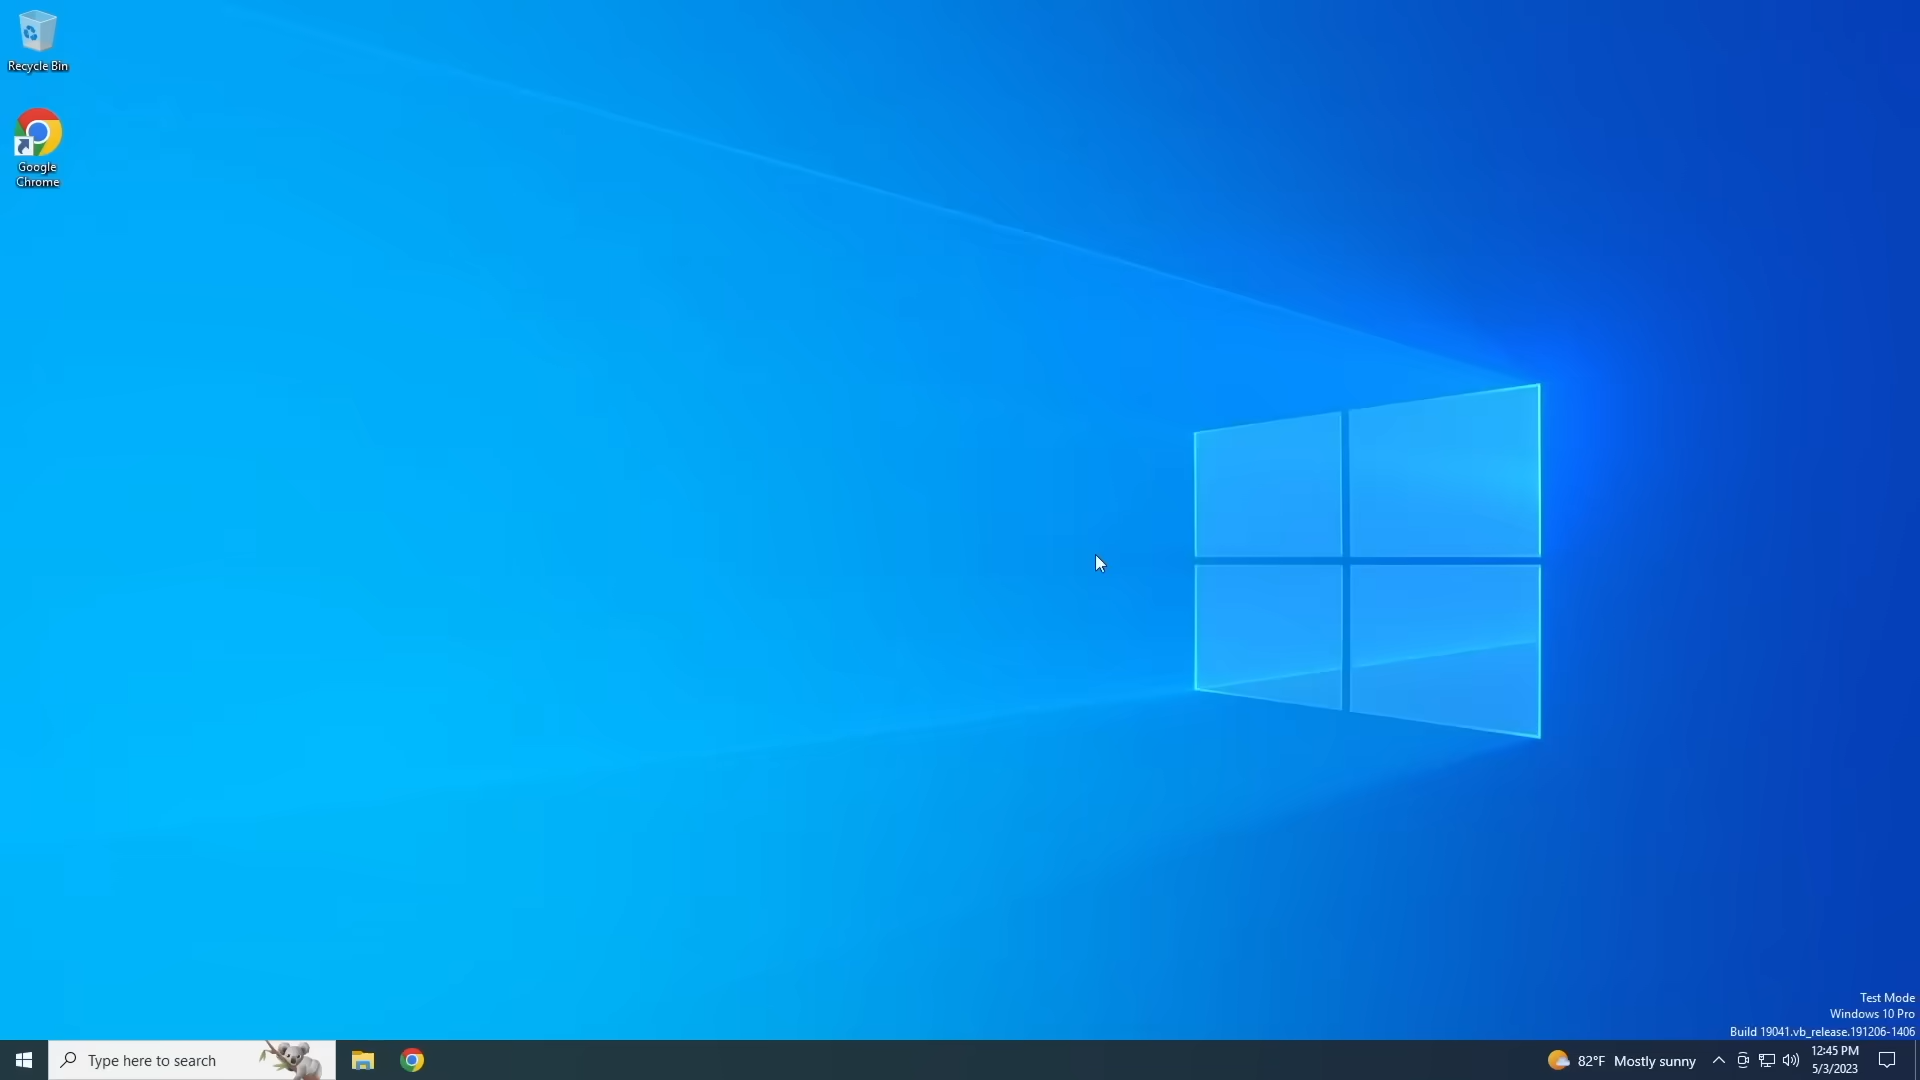 Recycle Bin
Google
Chrome
Test Mode
Windows 10 Pro
Build 19041.vb_release.191206-1406
Type here to search
82°F Mostly sunny
12:45 PM
5/3/2023